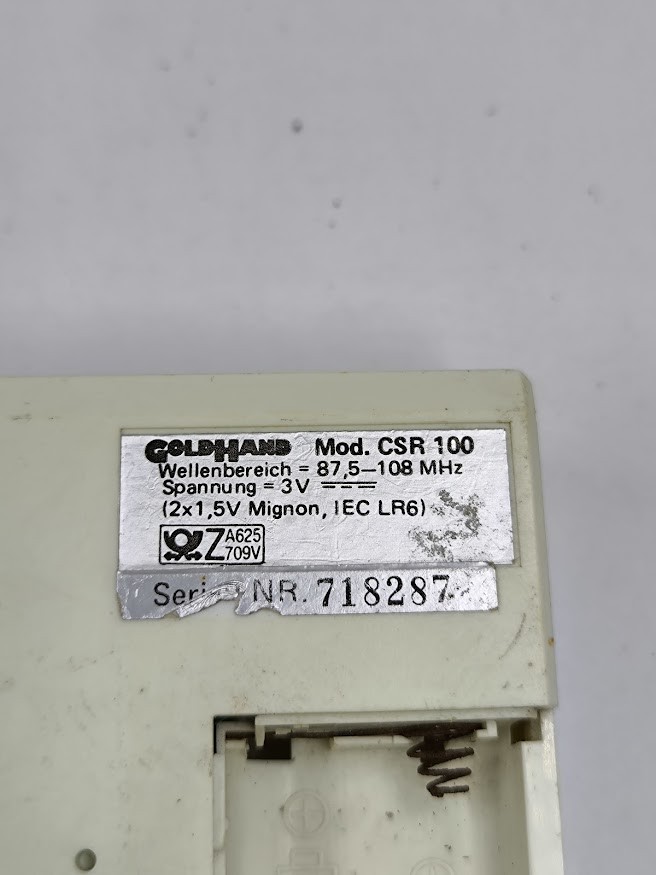 GOLDHAND Mod. CSR 100
Wellenbereich = 87,5–108 MHz
Spannung = 3V
(2x1,5V Mignon, IEC LR6)
Z A625
709V
NR. 718287